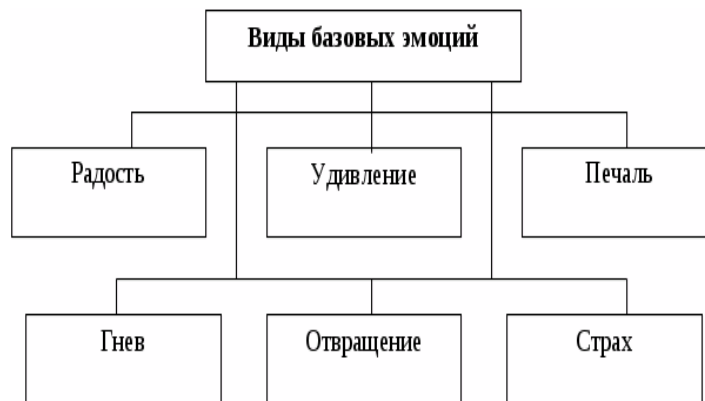 Виды базовых эмоций
Радость
Удивление
Печаль
Гнев
Отвращение
Страх